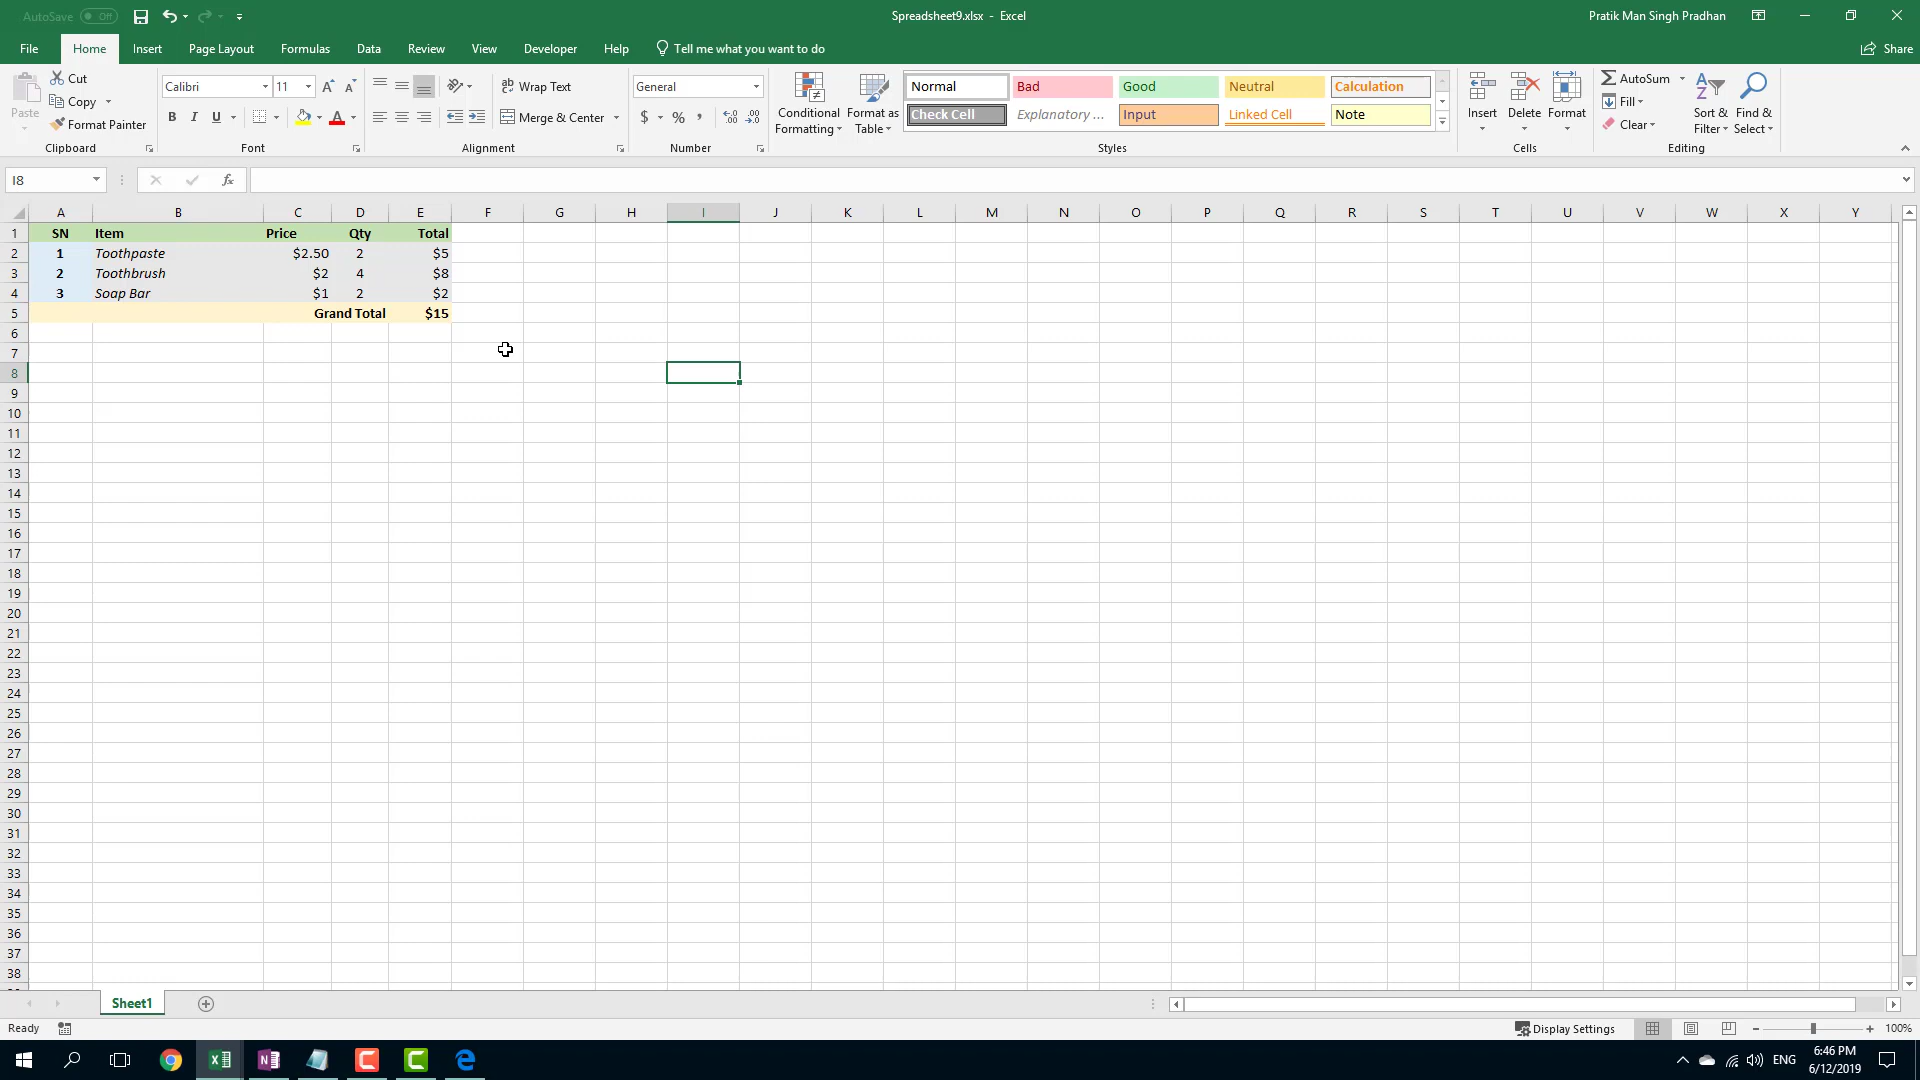 AutoSave Off
Spreadsheet9.xlsx - Excel
Pratik Man Singh Pradhan
File Home Insert Page Layout Formulas Data Review View Developer Help Tell me what you want to do Share
Paste Cut Copy Format Painter
Calibri 11
B I U
Wrap Text
Merge & Center
General
$ % ,
Conditional Formatting
Format as Table
Normal Bad Good Neutral Calculation
Check Cell Explanatory ... Input Linked Cell Note
Insert Delete Format
AutoSum
Fill
Clear
Sort & Filter
Find & Select
Clipboard Font Alignment Number Styles Cells Editing
I8 fx
A B C D E F G H I J K L M N O P Q R S T U V W X Y
1 SN Item Price Qty Total
2 1 Toothpaste $2.50 2 $5
3 2 Toothbrush $2 4 $8
4 3 Soap Bar $1 2 $2
5 Grand Total $15
6
7
8
9
10
11
12
13
14
15
16
17
18
19
20
21
22
23
24
25
26
27
28
29
30
31
32
33
34
35
36
37
38
Sheet1
Ready
Display Settings
100%
ENG
6:46 PM
6/12/2019